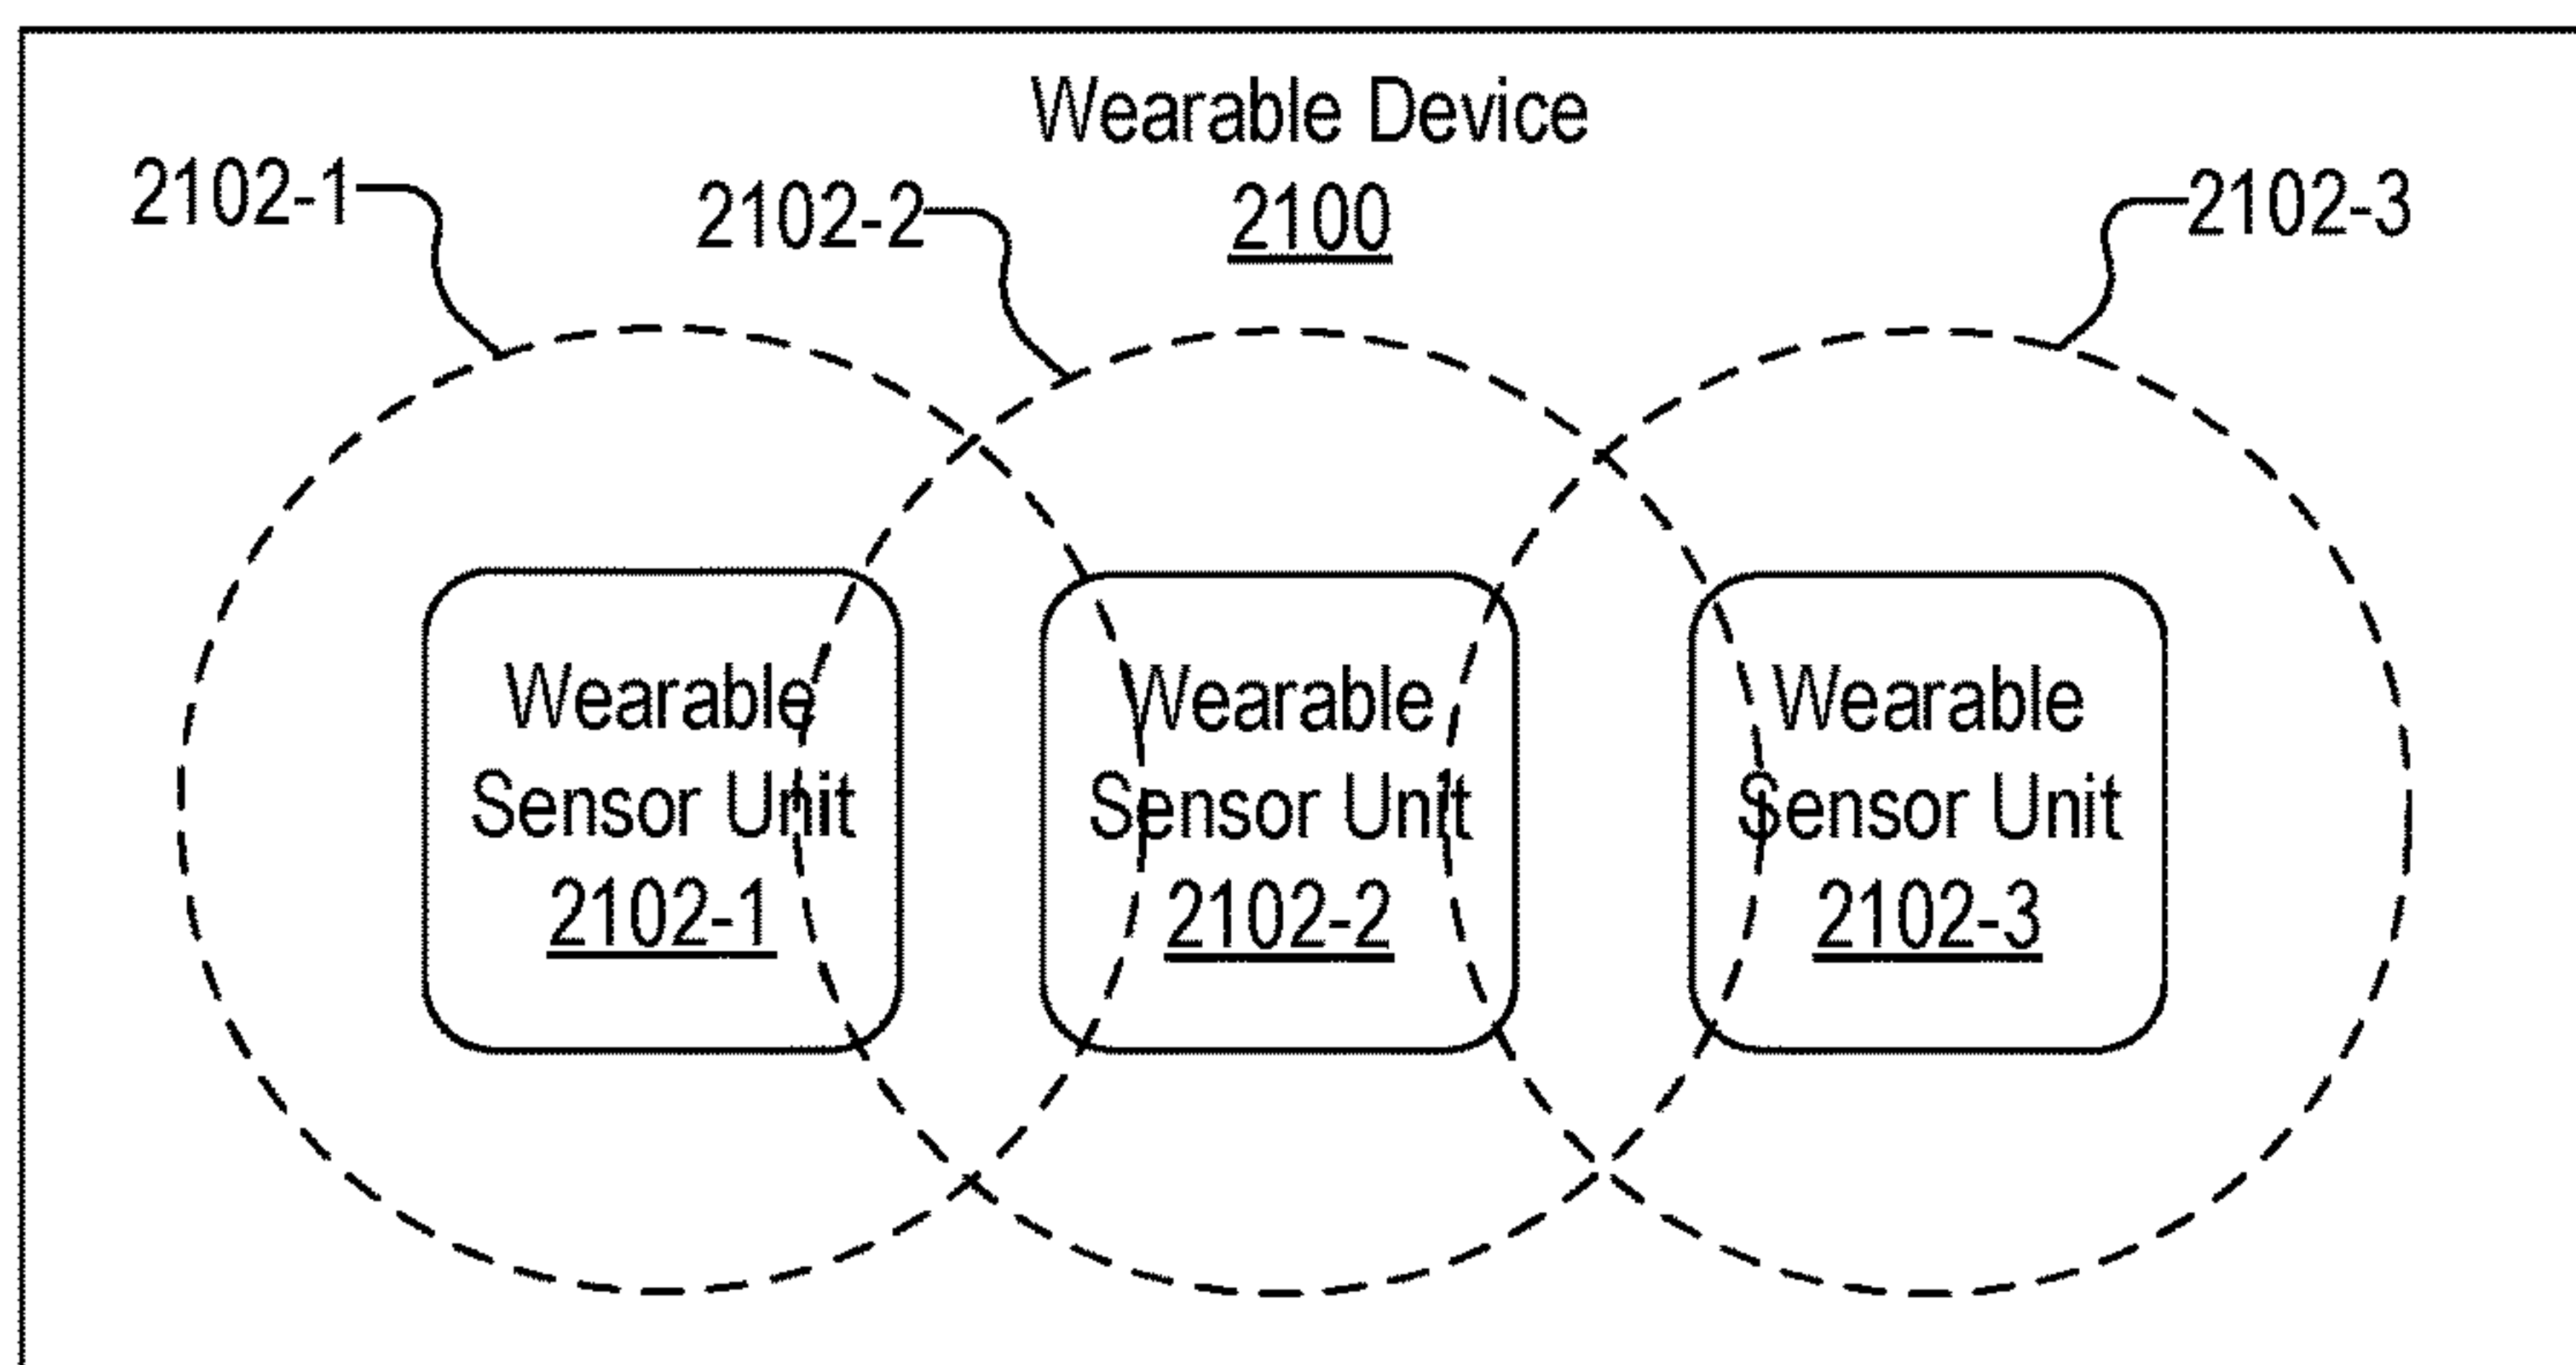 Wearable Device
2100
2102-1
2102-2
2102-3
Wearable
Sensor Unit
2102-1
Wearable
Sensor Unit
2102-2
Wearable
Sensor Unit
2102-3